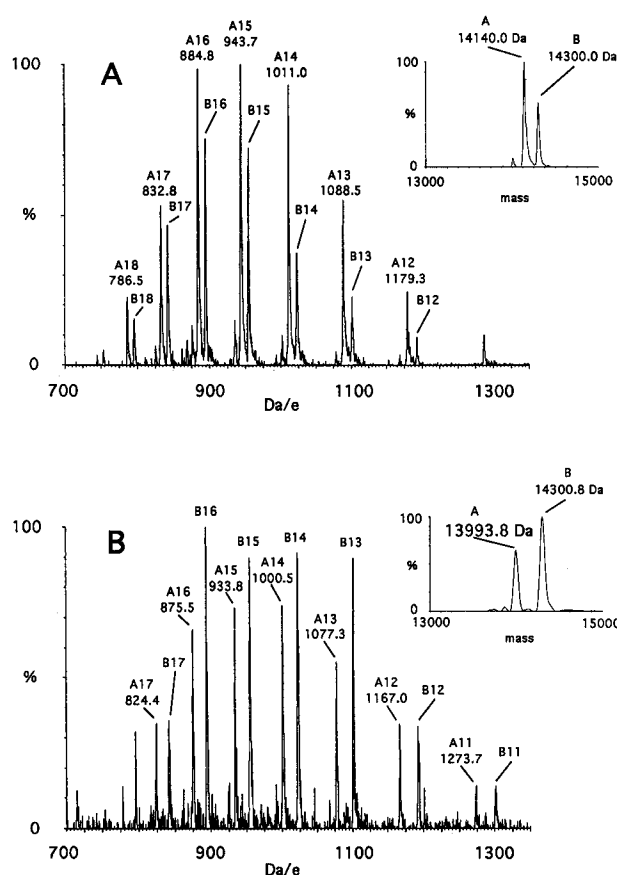 A
A16
884.8
A15
943.7
A14
1011.0
A
14140.0 Da
B
14300.0 Da
100
B16
B15
A17
832.8
B17
A13
1088.5
B14
A18
786.5
B18
B13
A12
1179.3
B12
%
0
700
900
1100
1300
Da/e
100
%
0
13000
15000
mass
B
B16
B15
B14
B13
A
13993.8 Da
B
14300.8 Da
100
A16
875.5
A15
933.8
A14
1000.5
A13
1077.3
A17
824.4
B17
A12
1167.0
B12
A11
1273.7
B11
%
0
700
900
1100
1300
Da/e
100
%
0
13000
15000
mass